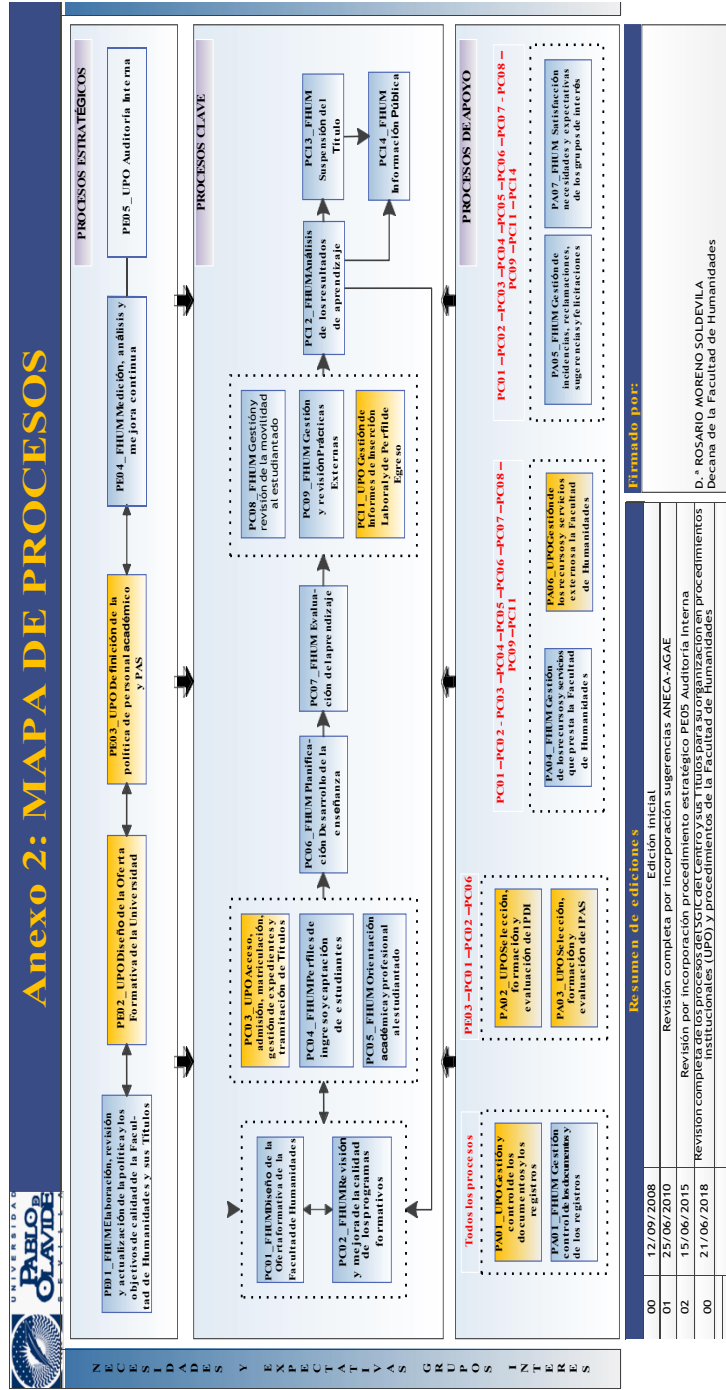 UNIVERSIDAD
PABLO DE
OLAVIDE
SEVILLA
Anexo 2: MAPA DE PROCESOS
NECESIDADES Y EXPECTATIVAS GRUPOS INTERES
PROCESOS ESTRATÉGICOS
PE01_FHUM Elaboración, revisión
y actualización de la política y los
objetivos de calidad de la Facul-
tad de Humanidades y sus Títulos
PE02_UPO Diseño de la Oferta
Formativa de la Universidad
PE03_UPO Definición de la
política de personal académico
y PAS
PE04_FHUM Medición, análisis y
mejora continua
PE05_UPO Auditoría Interna
PROCESOS CLAVE
PC01_FHUM Diseño de la
Oferta formativa de la
Facultad de Humanidades
PC02_FHUM Revisión
y mejora de la calidad
de los programas
formativos
PC03_UPO Acceso,
admisión, matriculación,
gestión de expedientes y
tramitación de Títulos
PC04_FHUM Perfiles de
ingreso y captación
de estudiantes
PC05_FHUM Orientación
académica y profesional
al estudiantado
PC06_FHUM Planifica-
ción Desarrollo de la
enseñanza
PC07_FHUM Evalua-
ción del aprendizaje
PC08_FHUM Gestión y
revisión de la movilidad
al estudiantado
PC09_FHUM Gestión
y revisión Prácticas
Externas
PC11_UPO Gestión de
Informes de Inserción
Laboral y de Perfil de
Egreso
PC12_FHUM Análisis
de los resultados
de aprendizaje
PC13_FHUM
Suspensión del
Título
PC14_FHUM
Información Pública
PROCESOS DE APOYO
Todos los procesos
PA01_UPO Gestión y
control de los
documentos y los
registros
PA01_FHUM Gestión
control de los documentos y
de los registros
PE03 –PC01 –PC02 –PC06
PA02_UPO Selección,
formación y
evaluación del PDI
PA03_UPO Selección,
formación y
evaluación de l PAS
PC01 –PC02 - PC03 –PC04 –PC05 –PC06 –PC07 –PC08 –
PC09 –PC11
PA04_FHUM Gestión
de los recursos y servicios
que presta la Facultad
de Humanidades
PA06_UPO Gestión de
los recursos y servicios
externos a la Facultad
de Humanidades
PC01 –PC02 –PC03 –PC04 –PC05 –PC06 –PC07 - PC08 –
PC09 –PC11 –PC14
PA05_FHUM Gestión de
incidencias, reclamaciones,
sugerencias y felicitaciones
PA07_FHUM Satisfacción
necesidades y expectativas
de los grupos de interés
Resumen de ediciones
00 12/09/2008 Edición inicial
01 25/06/2010 Revisión completa por incorporación sugerencias ANECA-AGAE
02 15/06/2015 Revisión por incorporación procedimiento estratégico PE05 Auditoría Interna
00 21/06/2018 Revisión completa de los procesos del SGIC del Centro y sus Títulos para su organización en procedimientos
institucionales (UPO) y procedimientos de la Facultad de Humanidades
Firmado por:
D.ª ROSARIO MORENO SOLDEVILA
Decana de la Facultad de Humanidades